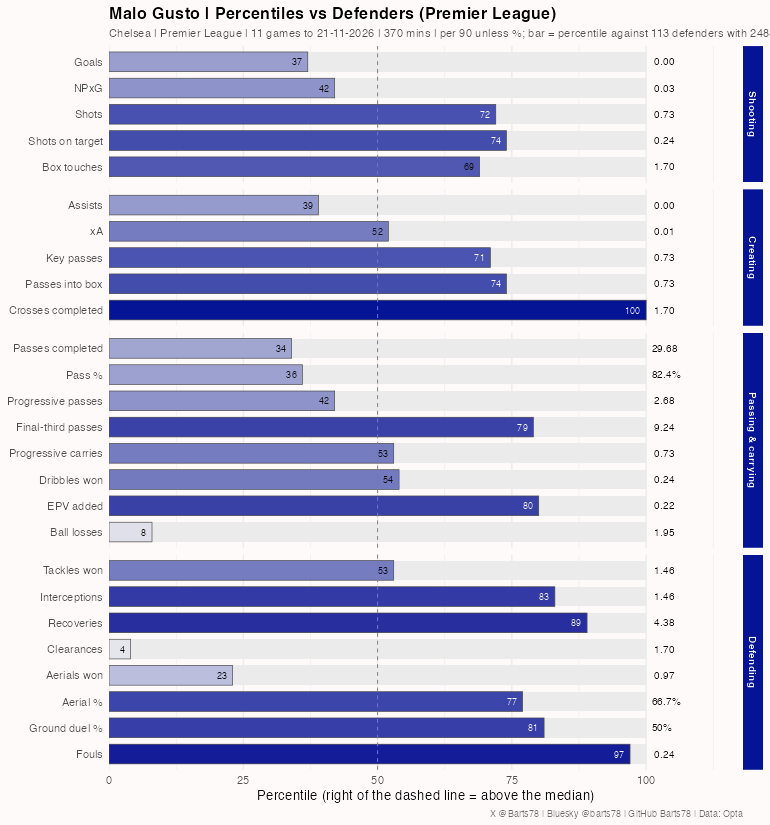 Malo Gusto | Percentiles vs Defenders (Premier League)
Chelsea | Premier League | 11 games to 21-11-2026 | 370 mins | per 90 unless %; bar = percentile against 113 defenders with 248
Shooting
Goals 37 0.00
NPxG 42 0.03
Shots 72 0.73
Shots on target 74 0.24
Box touches 69 1.70
Creating
Assists 39 0.00
xA 52 0.01
Key passes 71 0.73
Passes into box 74 0.73
Crosses completed 100 1.70
Passing & carrying
Passes completed 34 29.68
Pass % 36 82.4%
Progressive passes 42 2.68
Final-third passes 79 9.24
Progressive carries 53 0.73
Dribbles won 54 0.24
EPV added 80 0.22
Ball losses 8 1.95
Defending
Tackles won 53 1.46
Interceptions 83 1.46
Recoveries 89 4.38
Clearances 4 1.70
Aerials won 23 0.97
Aerial % 77 66.7%
Ground duel % 81 50%
Fouls 97 0.24
0 25 50 75 100
Percentile (right of the dashed line = above the median)
X @Barts78 | Bluesky @barts78 | GitHub Barts78 | Data: Opta